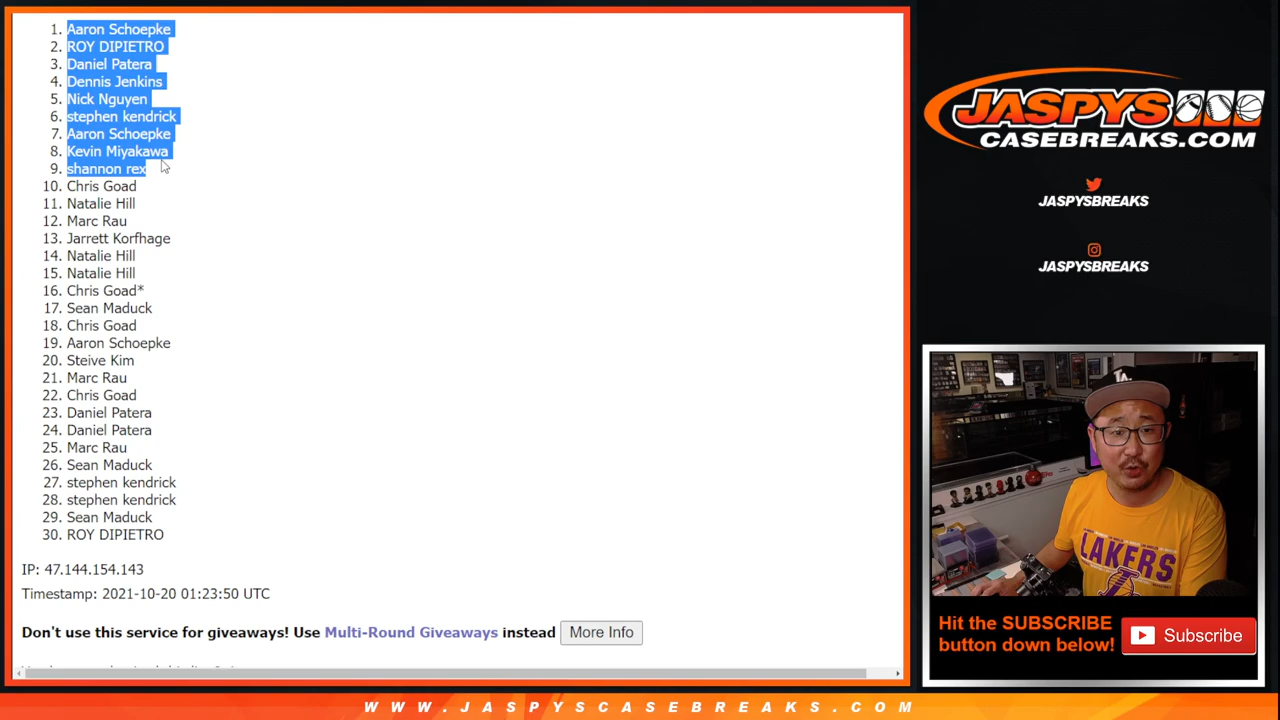 1. Aaron Schoepke
2. ROY DIPIETRO
3. Daniel Patera
4. Dennis Jenkins
5. Nick Nguyen
6. stephen kendrick
7. Aaron Schoepke
8. Kevin Miyakawa
9. shannon rex
10. Chris Goad
11. Natalie Hill
12. Marc Rau
13. Jarrett Korfhage
14. Natalie Hill
15. Natalie Hill
16. Chris Goad*
17. Sean Maduck
18. Chris Goad
19. Aaron Schoepke
20. Steive Kim
21. Marc Rau
22. Chris Goad
23. Daniel Patera
24. Daniel Patera
25. Marc Rau
26. Sean Maduck
27. stephen kendrick
28. stephen kendrick
29. Sean Maduck
30. ROY DIPIETRO
IP: 47.144.154.143
Timestamp: 2021-10-20 01:23:50 UTC
Don't use this service for giveaways! Use Multi-Round Giveaways instead More Info
JASPYS
CASEBREAKS.COM
JASPYSBREAKS
JASPYSBREAKS
LA
LAKERS
Hit the SUBSCRIBE
button down below!
Subscribe
WWW.JASPYSCASEBREAKS.COM